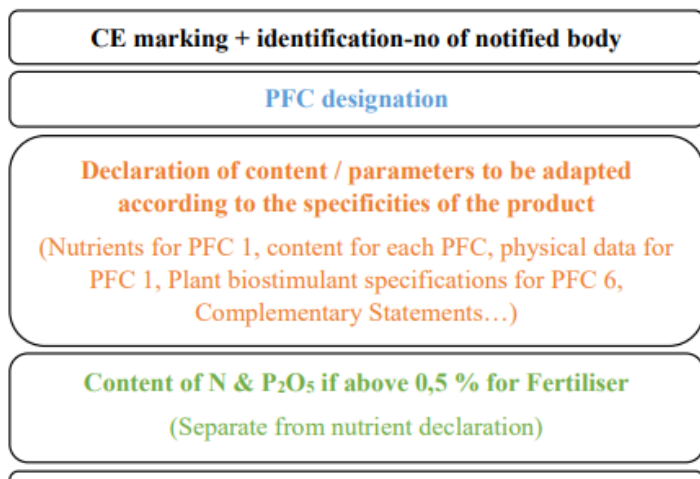 CE marking + identification-no of notified body
PFC designation
Declaration of content / parameters to be adapted
according to the specificities of the product
(Nutrients for PFC 1, content for each PFC, physical data for
PFC 1, Plant biostimulant specifications for PFC 6,
Complementary Statements…)
Content of N & P₂O₅ if above 0,5 % for Fertiliser
(Separate from nutrient declaration)